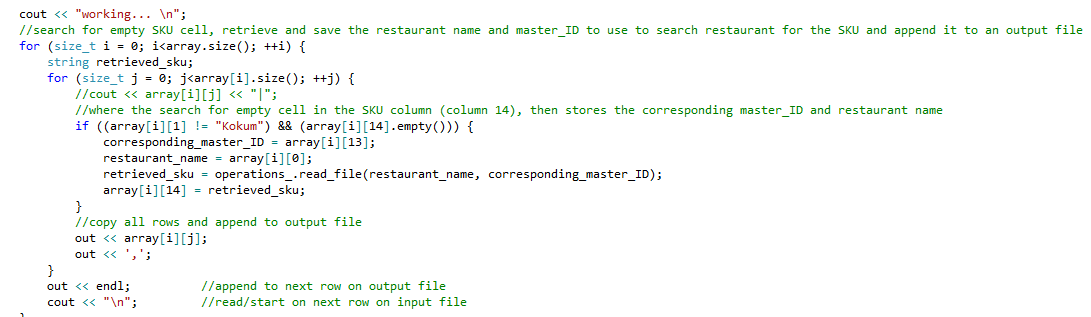 cout << "working... \n";
//search for empty SKU cell, retrieve and save the restaurant name and master_ID to use to search restaurant for the SKU and append it to an output file
for (size_t i = 0; i<array.size(); ++i) {
string retrieved_sku;
for (size_t j = 0; j<array[i].size(); ++j) {
//cout << array[i][j] << "|";
//where the search for empty cell in the SKU column (column 14), then stores the corresponding master_ID and restaurant name
if ((array[i][1] != "Kokum") && (array[i][14].empty())) {
corresponding_master_ID = array[i][13];
restaurant_name = array[i][0];
retrieved_sku = operations_.read_file(restaurant_name, corresponding_master_ID);
array[i][14] = retrieved_sku;
}
//copy all rows and append to output file
out << array[i][j];
out << ',';
}
out << endl; //append to next row on output file
cout << "\n"; //read/start on next row on input file